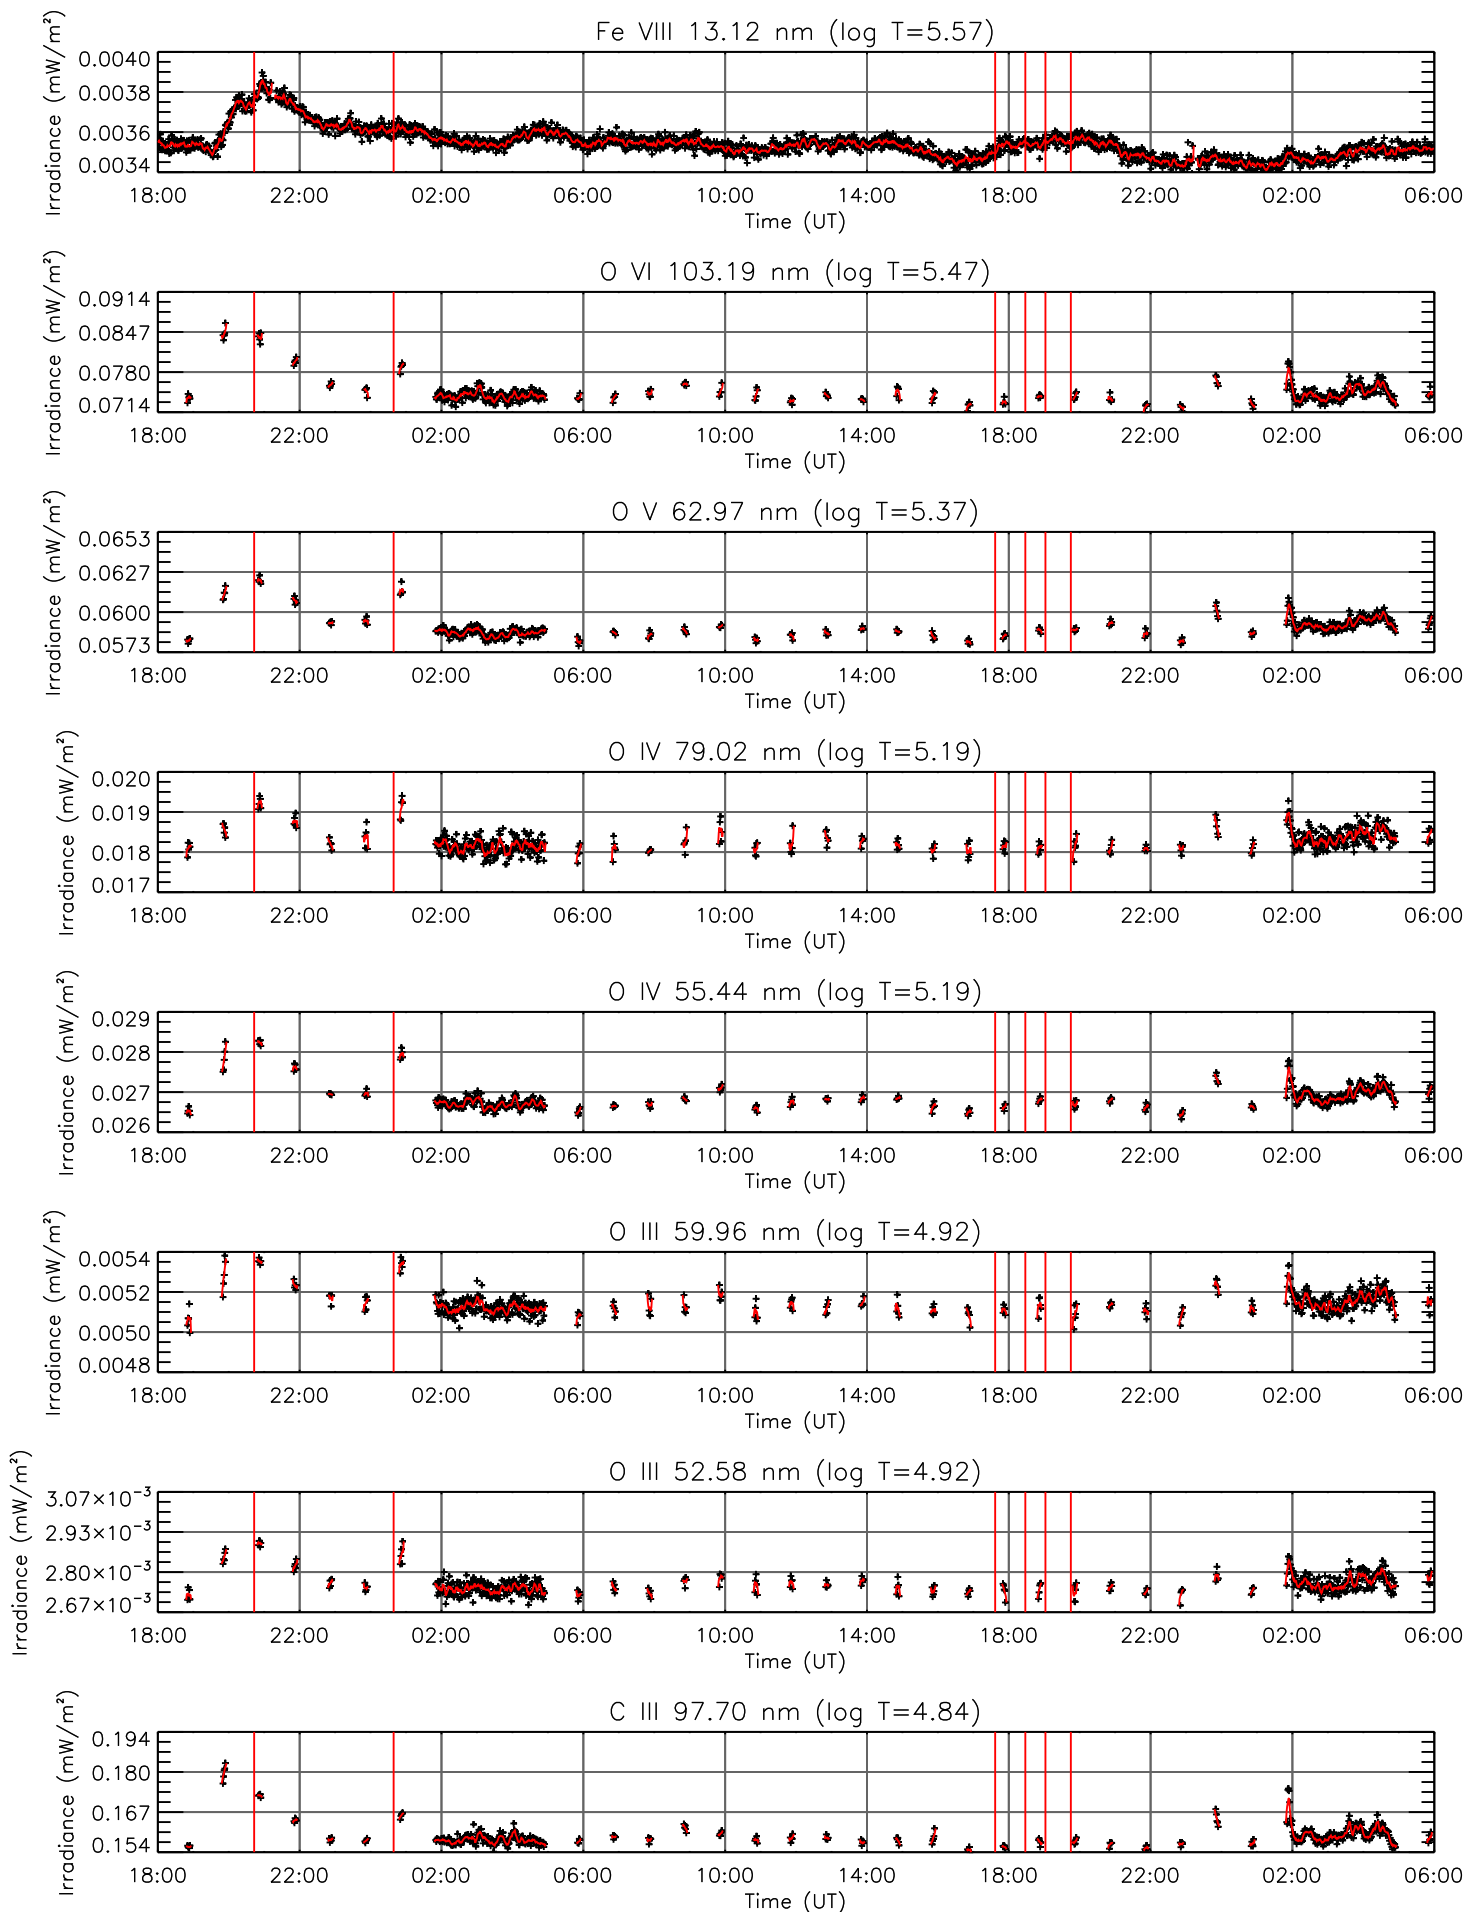 Fe VIII 13.12 nm (log T=5.57)
Irradiance (mW/m²)
0.0040
0.0038
0.0036
0.0034
18:00 22:00 02:00 06:00 10:00 14:00 18:00 22:00 02:00 06:00
Time (UT)
O VI 103.19 nm (log T=5.47)
Irradiance (mW/m²)
0.0914
0.0847
0.0780
0.0714
18:00 22:00 02:00 06:00 10:00 14:00 18:00 22:00 02:00 06:00
Time (UT)
O V 62.97 nm (log T=5.37)
Irradiance (mW/m²)
0.0653
0.0627
0.0600
0.0573
18:00 22:00 02:00 06:00 10:00 14:00 18:00 22:00 02:00 06:00
Time (UT)
O IV 79.02 nm (log T=5.19)
Irradiance (mW/m²)
0.020
0.019
0.018
0.017
18:00 22:00 02:00 06:00 10:00 14:00 18:00 22:00 02:00 06:00
Time (UT)
O IV 55.44 nm (log T=5.19)
Irradiance (mW/m²)
0.029
0.028
0.027
0.026
18:00 22:00 02:00 06:00 10:00 14:00 18:00 22:00 02:00 06:00
Time (UT)
O III 59.96 nm (log T=4.92)
Irradiance (mW/m²)
0.0054
0.0052
0.0050
0.0048
18:00 22:00 02:00 06:00 10:00 14:00 18:00 22:00 02:00 06:00
Time (UT)
O III 52.58 nm (log T=4.92)
Irradiance (mW/m²)
3.07×10⁻³
2.93×10⁻³
2.80×10⁻³
2.67×10⁻³
18:00 22:00 02:00 06:00 10:00 14:00 18:00 22:00 02:00 06:00
Time (UT)
C III 97.70 nm (log T=4.84)
Irradiance (mW/m²)
0.194
0.180
0.167
0.154
18:00 22:00 02:00 06:00 10:00 14:00 18:00 22:00 02:00 06:00
Time (UT)